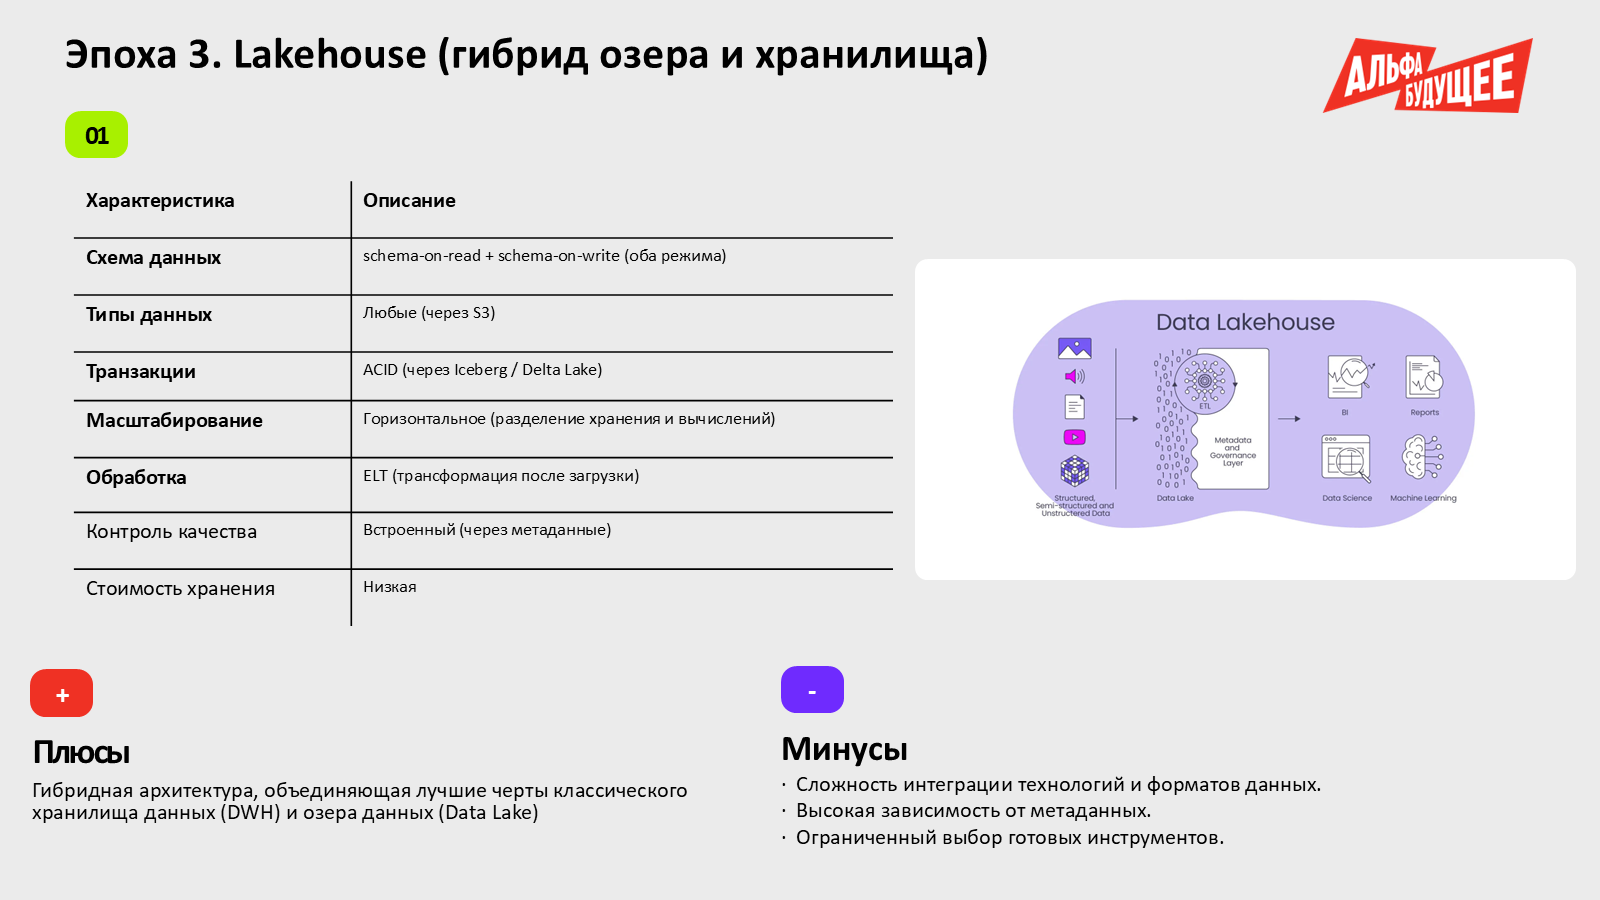 Эпоха 3. Lakehouse (гибрид озера и хранилища)
АЛЬФА
БУДУЩЕЕ
01
Характеристика Описание
Схема данных schema-on-read + schema-on-write (оба режима)
Типы данных Любые (через S3)
Транзакции ACID (через Iceberg / Delta Lake)
Масштабирование Горизонтальное (разделение хранения и вычислений)
Обработка ELT (трансформация после загрузки)
Контроль качества Встроенный (через метаданные)
Стоимость хранения Низкая
Data Lakehouse
ETL
Metadata
and
Governance
Layer
BI
Reports
Structured,
Semi-structured and
Unstructered Data
Data Lake
Data Science
Machine Learning
+
Плюсы
Гибридная архитектура, объединяющая лучшие черты классического
хранилища данных (DWH) и озера данных (Data Lake)
-
Минусы
· Сложность интеграции технологий и форматов данных.
· Высокая зависимость от метаданных.
· Ограниченный выбор готовых инструментов.